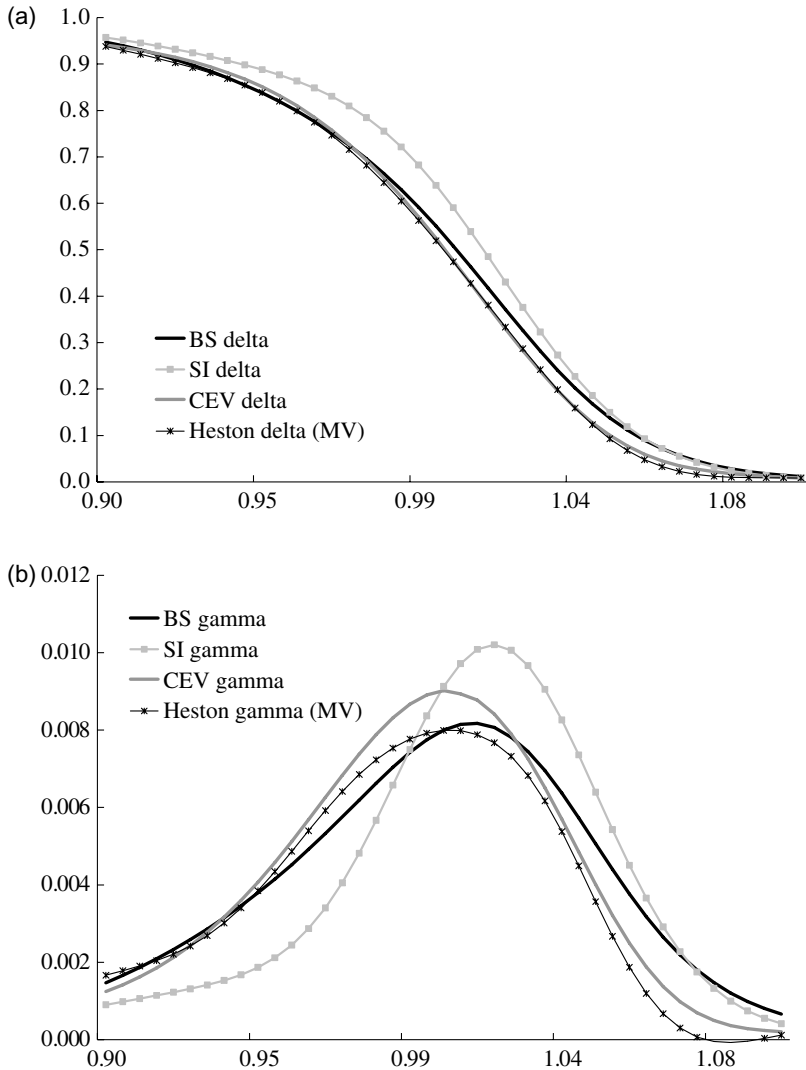 (a)
1.0
0.9
0.8
0.7
0.6
0.5
0.4
0.3
0.2
0.1
0.0
BS delta
SI delta
CEV delta
Heston delta (MV)
0.90 0.95 0.99 1.04 1.08
(b)
0.012
0.010
0.008
0.006
0.004
0.002
0.000
BS gamma
SI gamma
CEV gamma
Heston gamma (MV)
0.90 0.95 0.99 1.04 1.08